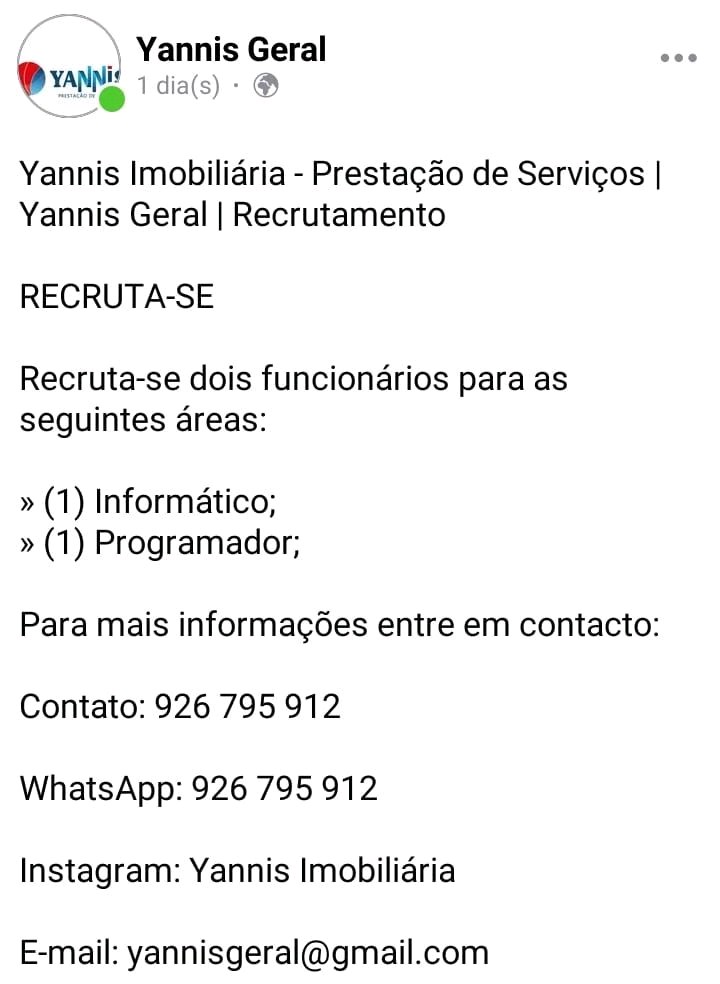 YANNIS
PRESTAÇÃO DE
Yannis Geral
1 dia(s) ·
Yannis Imobiliária - Prestação de Serviços |
Yannis Geral | Recrutamento
RECRUTA-SE
Recruta-se dois funcionários para as
seguintes áreas:
» (1) Informático;
» (1) Programador;
Para mais informações entre em contacto:
Contato: 926 795 912
WhatsApp: 926 795 912
Instagram: Yannis Imobiliária
E-mail: yannisgeral@gmail.com